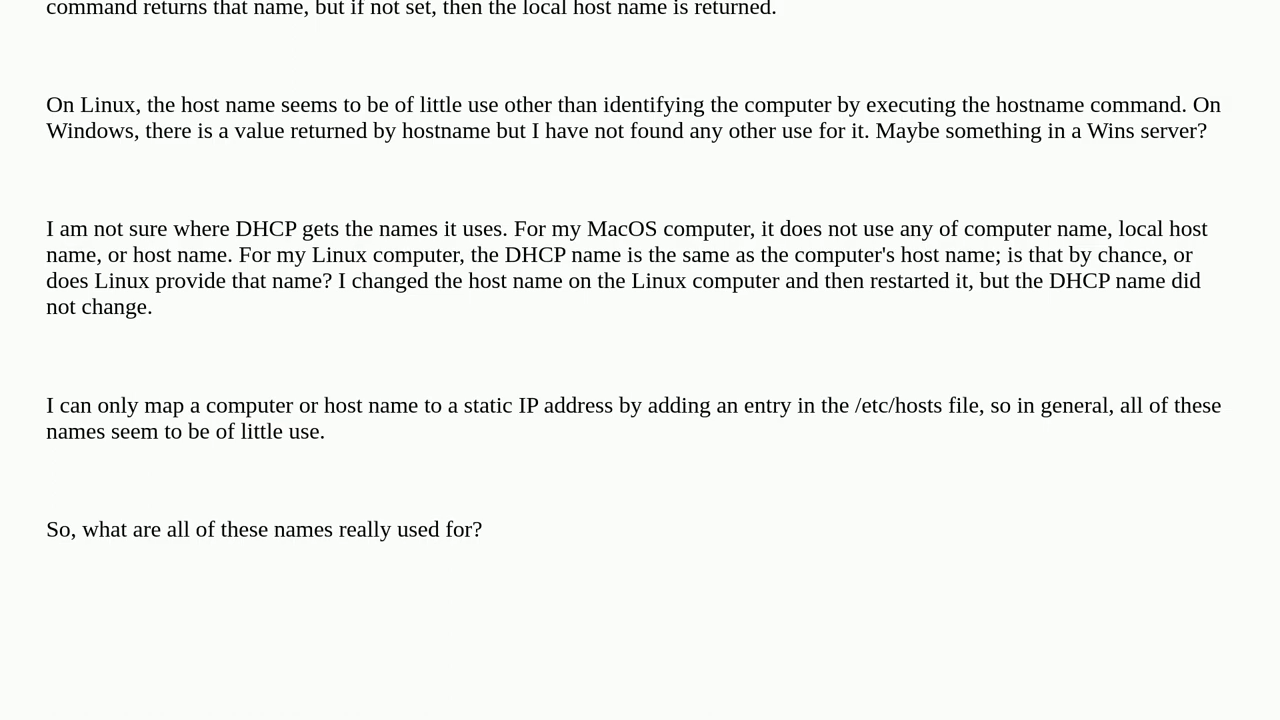 command returns that name, but if not set, then the local host name is returned.
On Linux, the host name seems to be of little use other than identifying the computer by executing the hostname command. On
Windows, there is a value returned by hostname but I have not found any other use for it. Maybe something in a Wins server?
I am not sure where DHCP gets the names it uses. For my MacOS computer, it does not use any of computer name, local host
name, or host name. For my Linux computer, the DHCP name is the same as the computer's host name; is that by chance, or
does Linux provide that name? I changed the host name on the Linux computer and then restarted it, but the DHCP name did
not change.
I can only map a computer or host name to a static IP address by adding an entry in the /etc/hosts file, so in general, all of these
names seem to be of little use.
So, what are all of these names really used for?